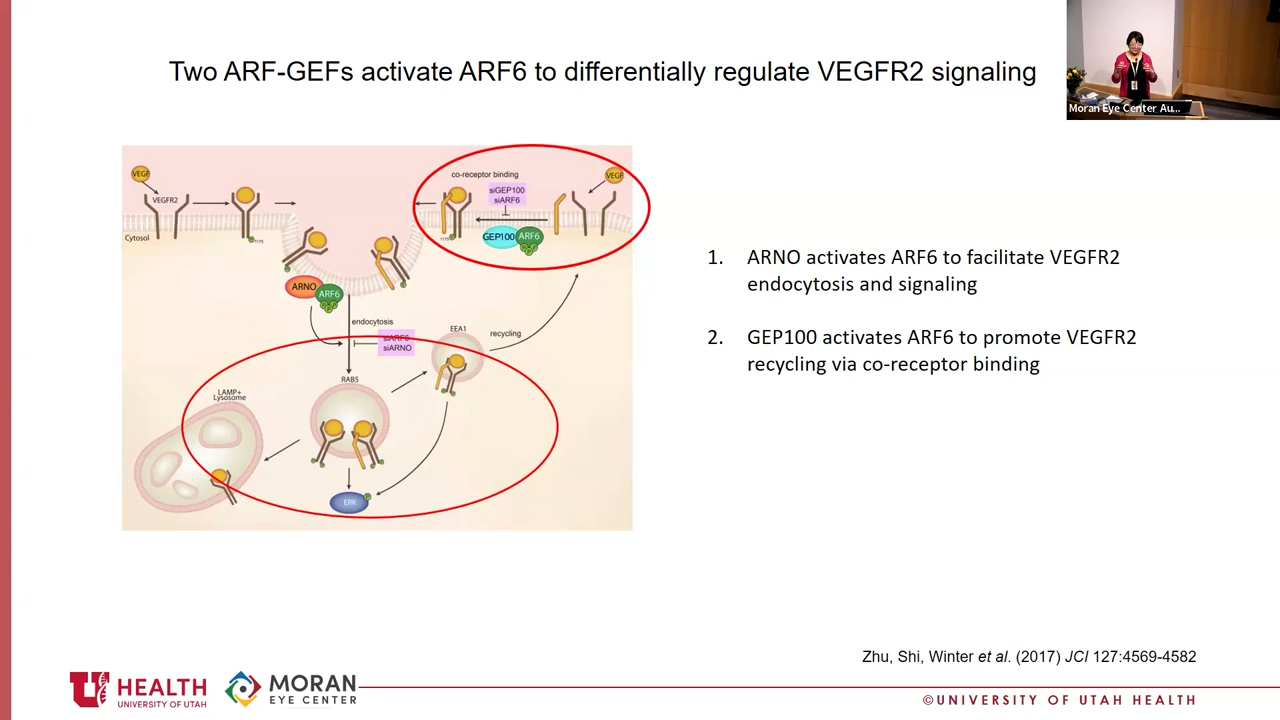 Two ARF-GEFs activate ARF6 to differentially regulate VEGFR2 signaling
Moran Eye Center Au...
VEGF
VEGFR2
Cytosol
co-receptor binding
siGEP100
siARF6
VEGF
GEP100
ARF6
ARNO
ARF6
endocytosis
siARF6
siARNO
EEA1
recycling
RAB5
LAMP+
Lysosome
ERK
1. ARNO activates ARF6 to facilitate VEGFR2
endocytosis and signaling
2. GEP100 activates ARF6 to promote VEGFR2
recycling via co-receptor binding
Zhu, Shi, Winter et al. (2017) JCI 127:4569-4582
U HEALTH
UNIVERSITY OF UTAH
MORAN
EYE CENTER
©UNIVERSITY OF UTAH HEALTH